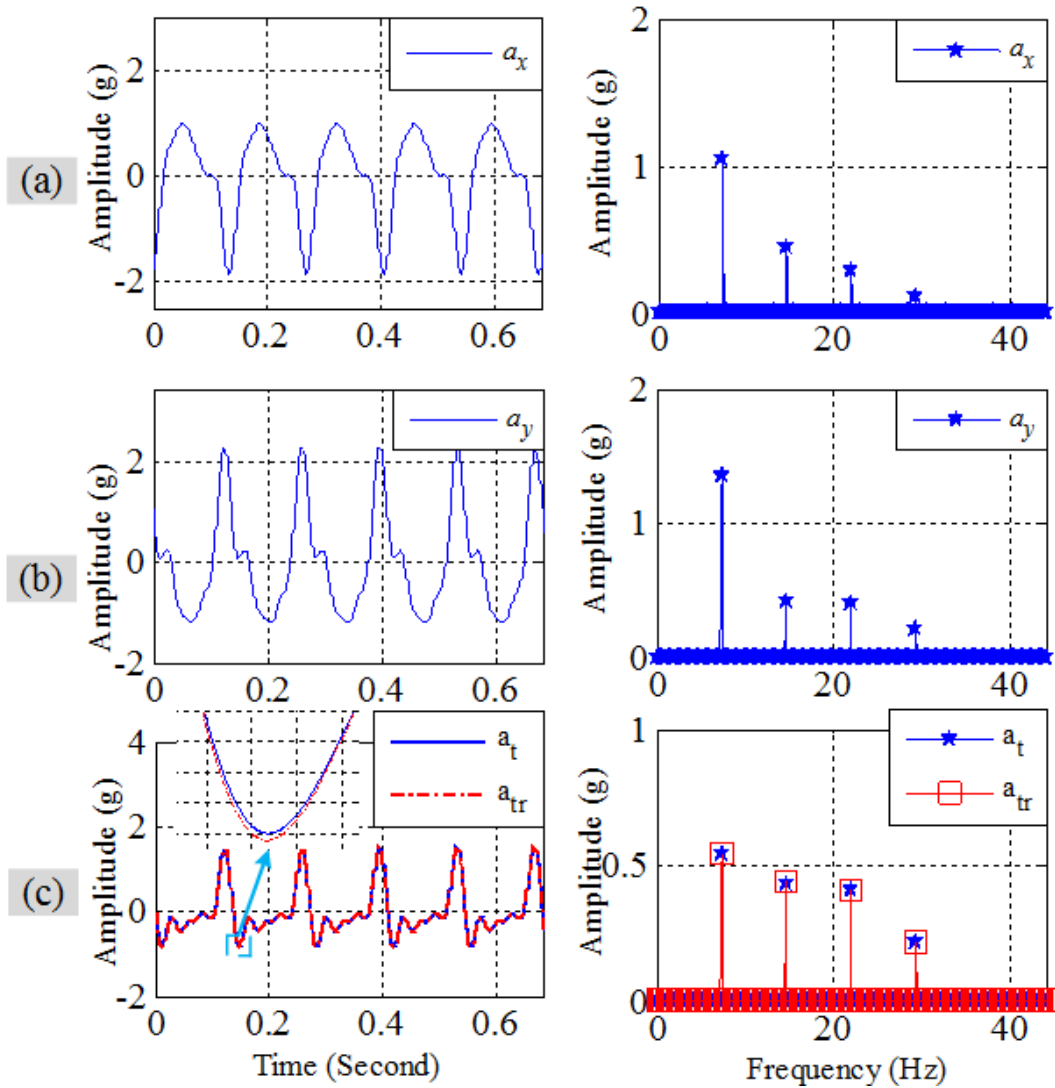 (a)
Amplitude (g)
2
0
-2
0 0.2 0.4 0.6
a_x
Amplitude (g)
2
1
0
0 20 40
a_x
(b)
Amplitude (g)
2
0
-2
0 0.2 0.4 0.6
a_y
Amplitude (g)
2
1
0
0 20 40
a_y
(c)
Amplitude (g)
4
2
0
-2
0 0.2 0.4 0.6
Time (Second)
a_t
a_tr
Amplitude (g)
1
0.5
0
0 20 40
Frequency (Hz)
a_t
a_tr